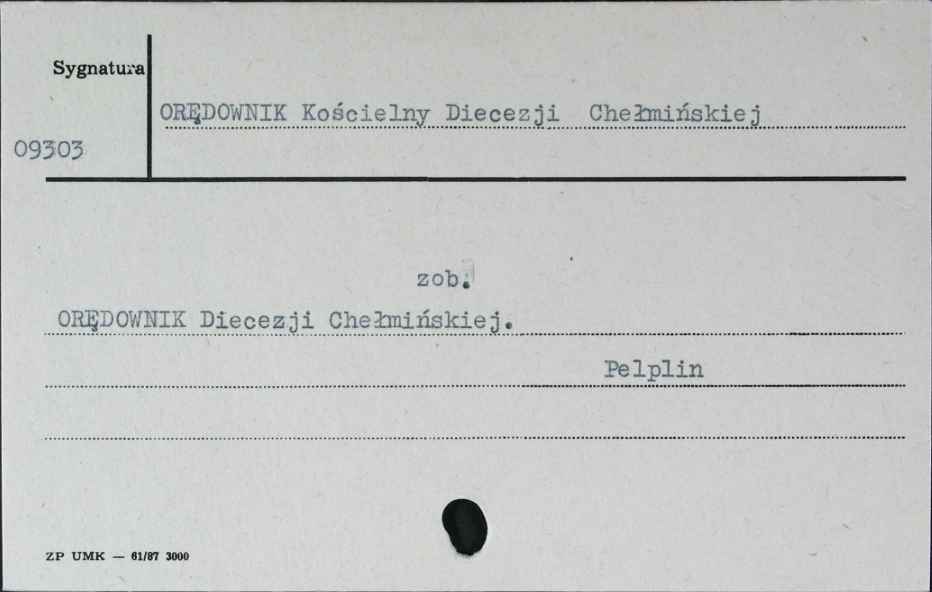 Sygnatura
ORĘDOWNIK Kościelny Diecezji Chełmińskiej
09303
zob.
ORĘDOWNIK Diecezji Chełmińskiej.
Pelplin
ZP UMK — 61/87 3000